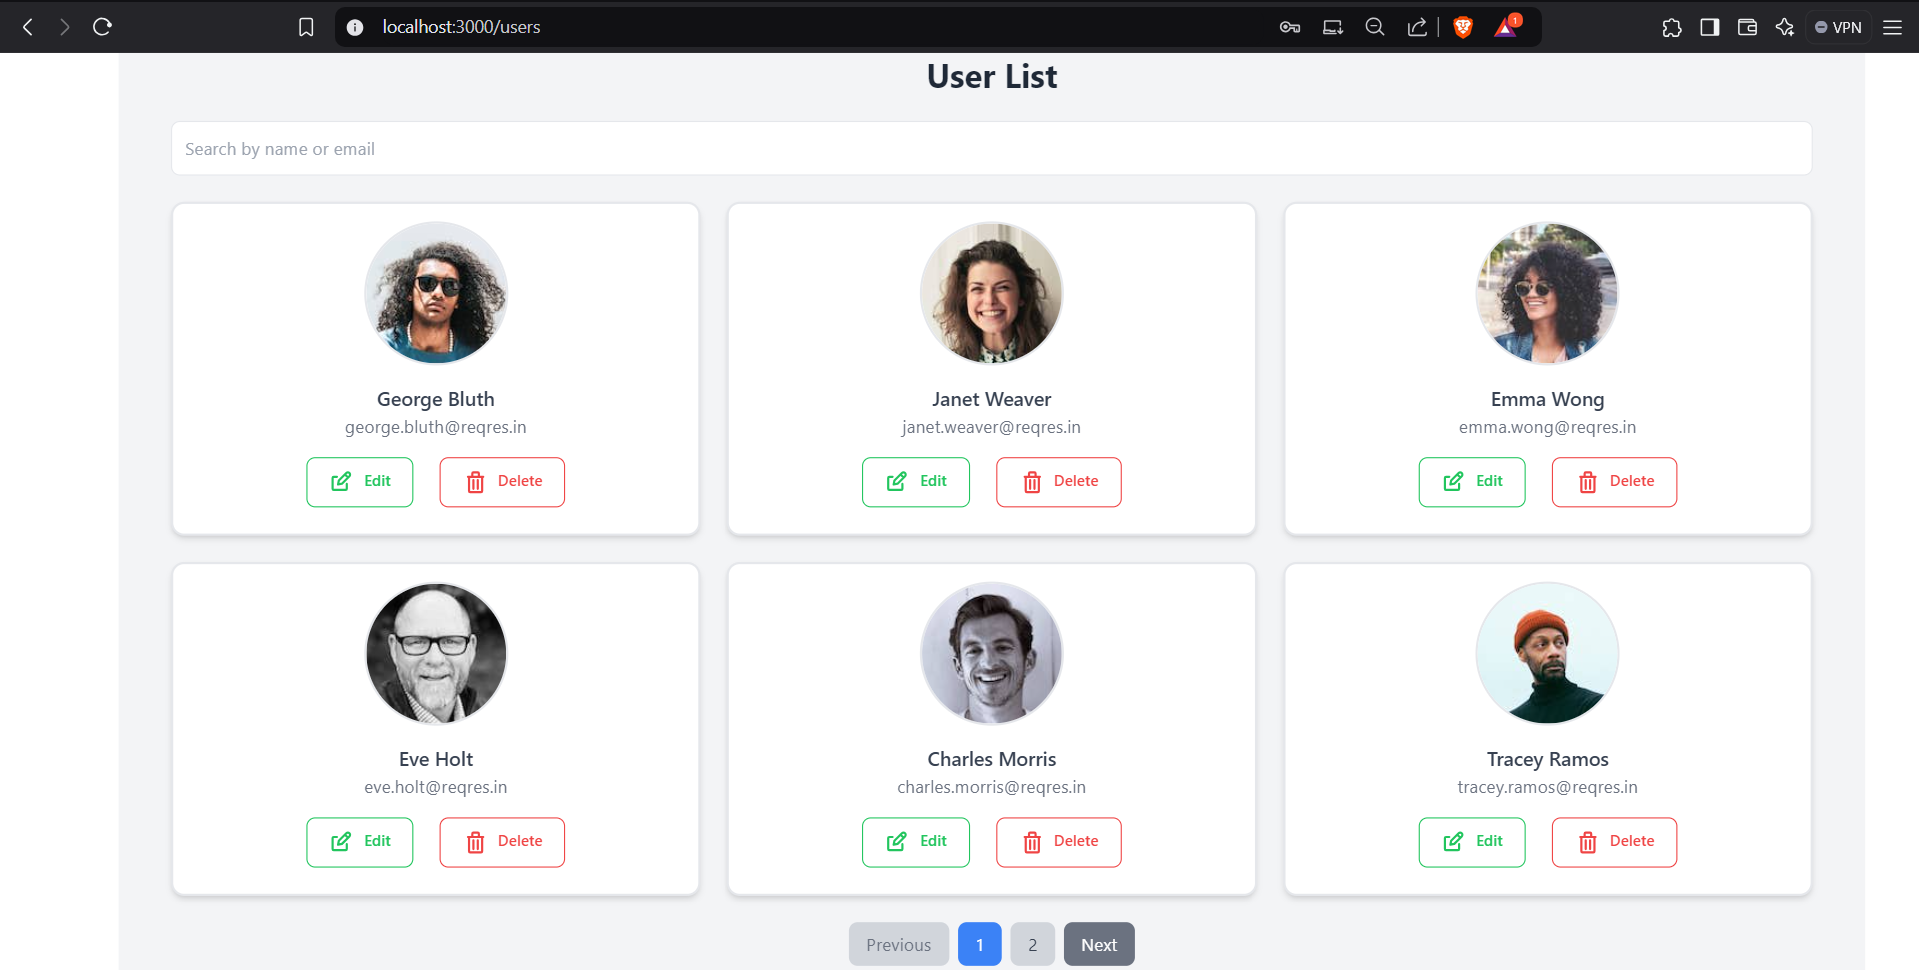 localhost:3000/users
1
VPN
User List
Search by name or email
George Bluth
george.bluth@reqres.in
Edit
Delete
Janet Weaver
janet.weaver@reqres.in
Edit
Delete
Emma Wong
emma.wong@reqres.in
Edit
Delete
Eve Holt
eve.holt@reqres.in
Edit
Delete
Charles Morris
charles.morris@reqres.in
Edit
Delete
Tracey Ramos
tracey.ramos@reqres.in
Edit
Delete
Previous 1 2 Next